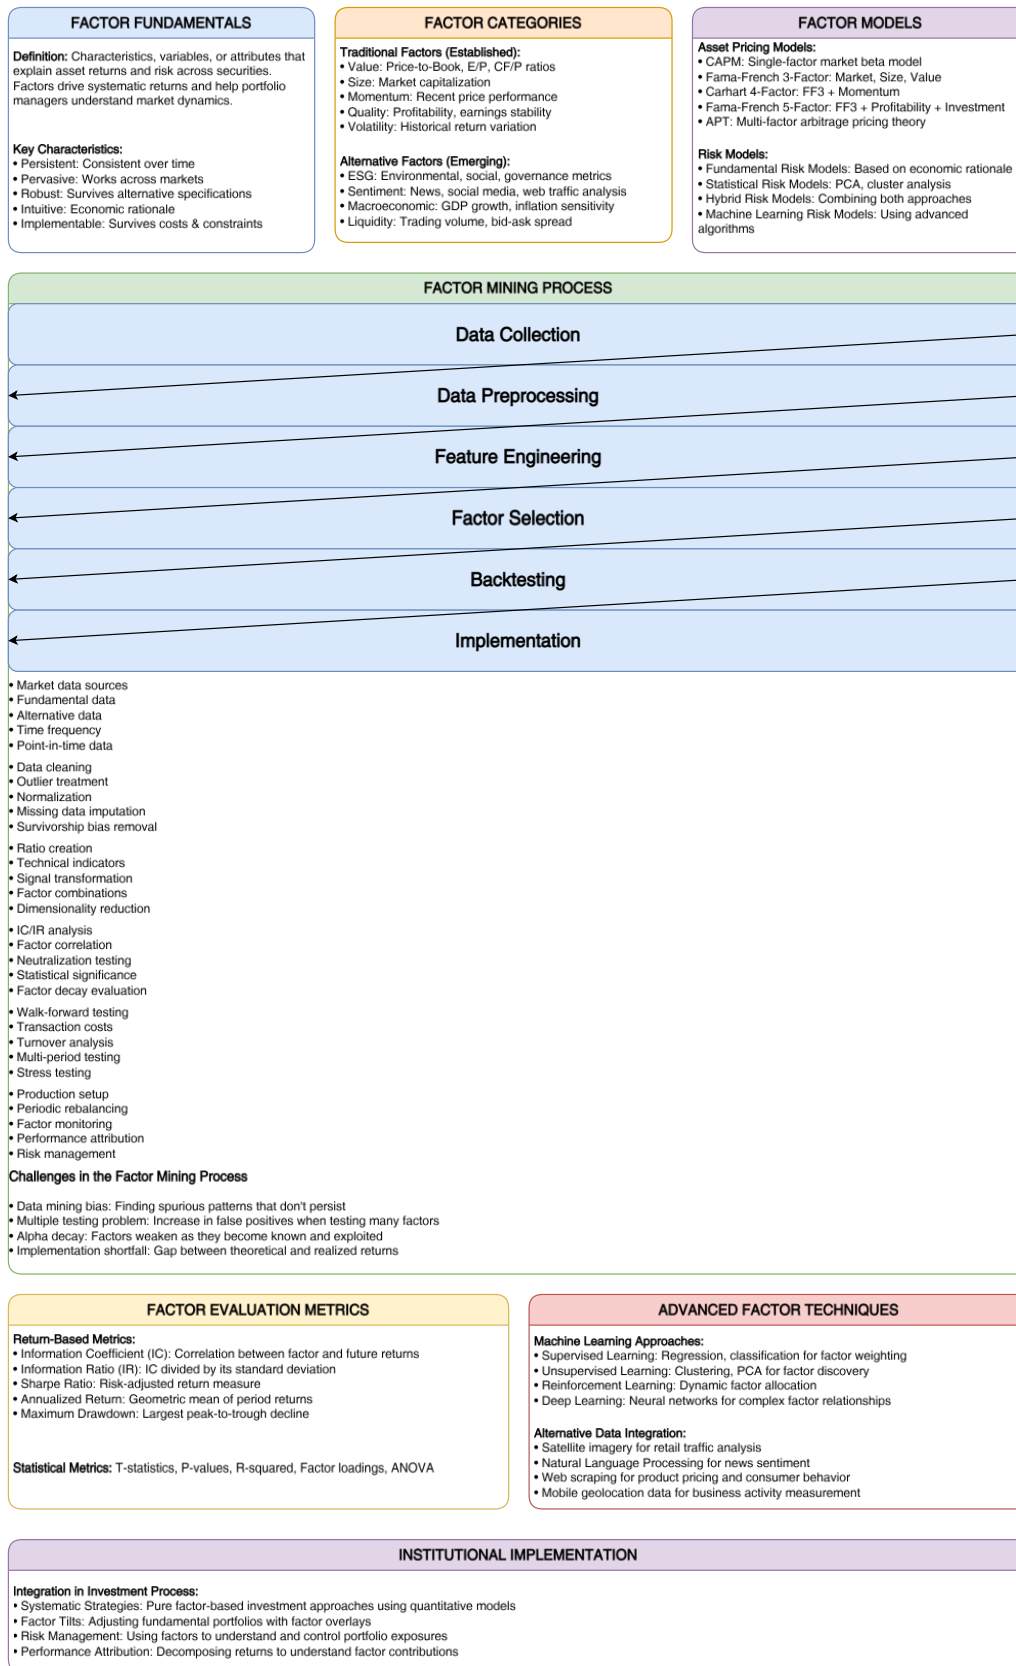 FACTOR FUNDAMENTALS
Definition: Characteristics, variables, or attributes that
explain asset returns and risk across securities.
Factors drive systematic returns and help portfolio
managers understand market dynamics.
Key Characteristics:
• Persistent: Consistent over time
• Pervasive: Works across markets
• Robust: Survives alternative specifications
• Intuitive: Economic rationale
• Implementable: Survives costs & constraints
FACTOR CATEGORIES
Traditional Factors (Established):
• Value: Price-to-Book, E/P, CF/P ratios
• Size: Market capitalization
• Momentum: Recent price performance
• Quality: Profitability, earnings stability
• Volatility: Historical return variation
Alternative Factors (Emerging):
• ESG: Environmental, social, governance metrics
• Sentiment: News, social media, web traffic analysis
• Macroeconomic: GDP growth, inflation sensitivity
• Liquidity: Trading volume, bid-ask spread
FACTOR MODELS
Asset Pricing Models:
• CAPM: Single-factor market beta model
• Fama-French 3-Factor: Market, Size, Value
• Carhart 4-Factor: FF3 + Momentum
• Fama-French 5-Factor: FF3 + Profitability + Investment
• APT: Multi-factor arbitrage pricing theory
Risk Models:
• Fundamental Risk Models: Based on economic rationale
• Statistical Risk Models: PCA, cluster analysis
• Hybrid Risk Models: Combining both approaches
• Machine Learning Risk Models: Using advanced
algorithms
FACTOR MINING PROCESS
Data Collection
Data Preprocessing
Feature Engineering
Factor Selection
Backtesting
Implementation
• Market data sources
• Fundamental data
• Alternative data
• Time frequency
• Point-in-time data
• Data cleaning
• Outlier treatment
• Normalization
• Missing data imputation
• Survivorship bias removal
• Ratio creation
• Technical indicators
• Signal transformation
• Factor combinations
• Dimensionality reduction
• IC/IR analysis
• Factor correlation
• Neutralization testing
• Statistical significance
• Factor decay evaluation
• Walk-forward testing
• Transaction costs
• Turnover analysis
• Multi-period testing
• Stress testing
• Production setup
• Periodic rebalancing
• Factor monitoring
• Performance attribution
• Risk management
Challenges in the Factor Mining Process
• Data mining bias: Finding spurious patterns that don't persist
• Multiple testing problem: Increase in false positives when testing many factors
• Alpha decay: Factors weaken as they become known and exploited
• Implementation shortfall: Gap between theoretical and realized returns
FACTOR EVALUATION METRICS
Return-Based Metrics:
• Information Coefficient (IC): Correlation between factor and future returns
• Information Ratio (IR): IC divided by its standard deviation
• Sharpe Ratio: Risk-adjusted return measure
• Annualized Return: Geometric mean of period returns
• Maximum Drawdown: Largest peak-to-trough decline
Statistical Metrics: T-statistics, P-values, R-squared, Factor loadings, ANOVA
ADVANCED FACTOR TECHNIQUES
Machine Learning Approaches:
• Supervised Learning: Regression, classification for factor weighting
• Unsupervised Learning: Clustering, PCA for factor discovery
• Reinforcement Learning: Dynamic factor allocation
• Deep Learning: Neural networks for complex factor relationships
Alternative Data Integration:
• Satellite imagery for retail traffic analysis
• Natural Language Processing for news sentiment
• Web scraping for product pricing and consumer behavior
• Mobile geolocation data for business activity measurement
INSTITUTIONAL IMPLEMENTATION
Integration in Investment Process:
• Systematic Strategies: Pure factor-based investment approaches using quantitative models
• Factor Tilts: Adjusting fundamental portfolios with factor overlays
• Risk Management: Using factors to understand and control portfolio exposures
• Performance Attribution: Decomposing returns to understand factor contributions